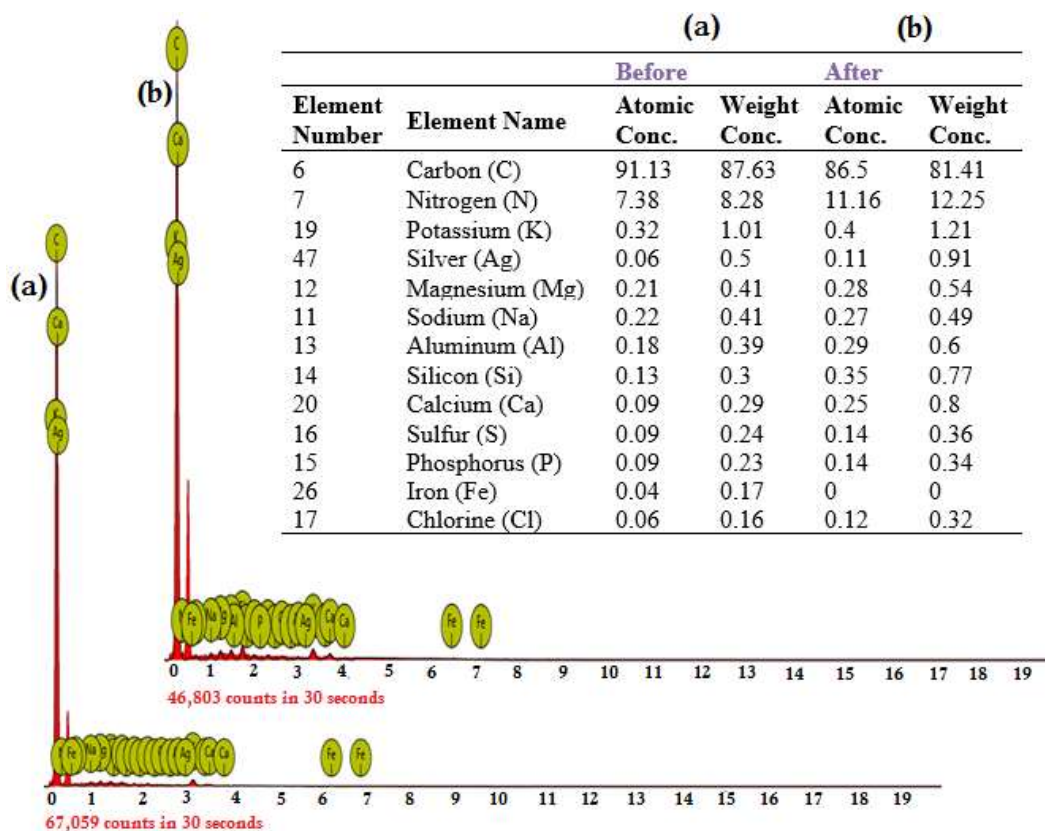 (a) (b)
Before After
Element Number Element Name Atomic Conc. Weight Conc. Atomic Conc. Weight Conc.
6 Carbon (C) 91.13 87.63 86.5 81.41
7 Nitrogen (N) 7.38 8.28 11.16 12.25
19 Potassium (K) 0.32 1.01 0.4 1.21
47 Silver (Ag) 0.06 0.5 0.11 0.91
12 Magnesium (Mg) 0.21 0.41 0.28 0.54
11 Sodium (Na) 0.22 0.41 0.27 0.49
13 Aluminum (Al) 0.18 0.39 0.29 0.6
14 Silicon (Si) 0.13 0.3 0.35 0.77
20 Calcium (Ca) 0.09 0.29 0.25 0.8
16 Sulfur (S) 0.09 0.24 0.14 0.36
15 Phosphorus (P) 0.09 0.23 0.14 0.34
26 Iron (Fe) 0.04 0.17 0 0
17 Chlorine (Cl) 0.06 0.16 0.12 0.32
(b)
C
Ca
K
Ag
Fe Na Al P Ag Ca Ca Fe Fe
0 1 2 3 4 5 6 7 8 9 10 11 12 13 14 15 16 17 18 19
46,803 counts in 30 seconds
(a)
C
Ca
K
Ag
Fe Na Ag Ca Ca Fe Fe
0 1 2 3 4 5 6 7 8 9 10 11 12 13 14 15 16 17 18 19
67,059 counts in 30 seconds